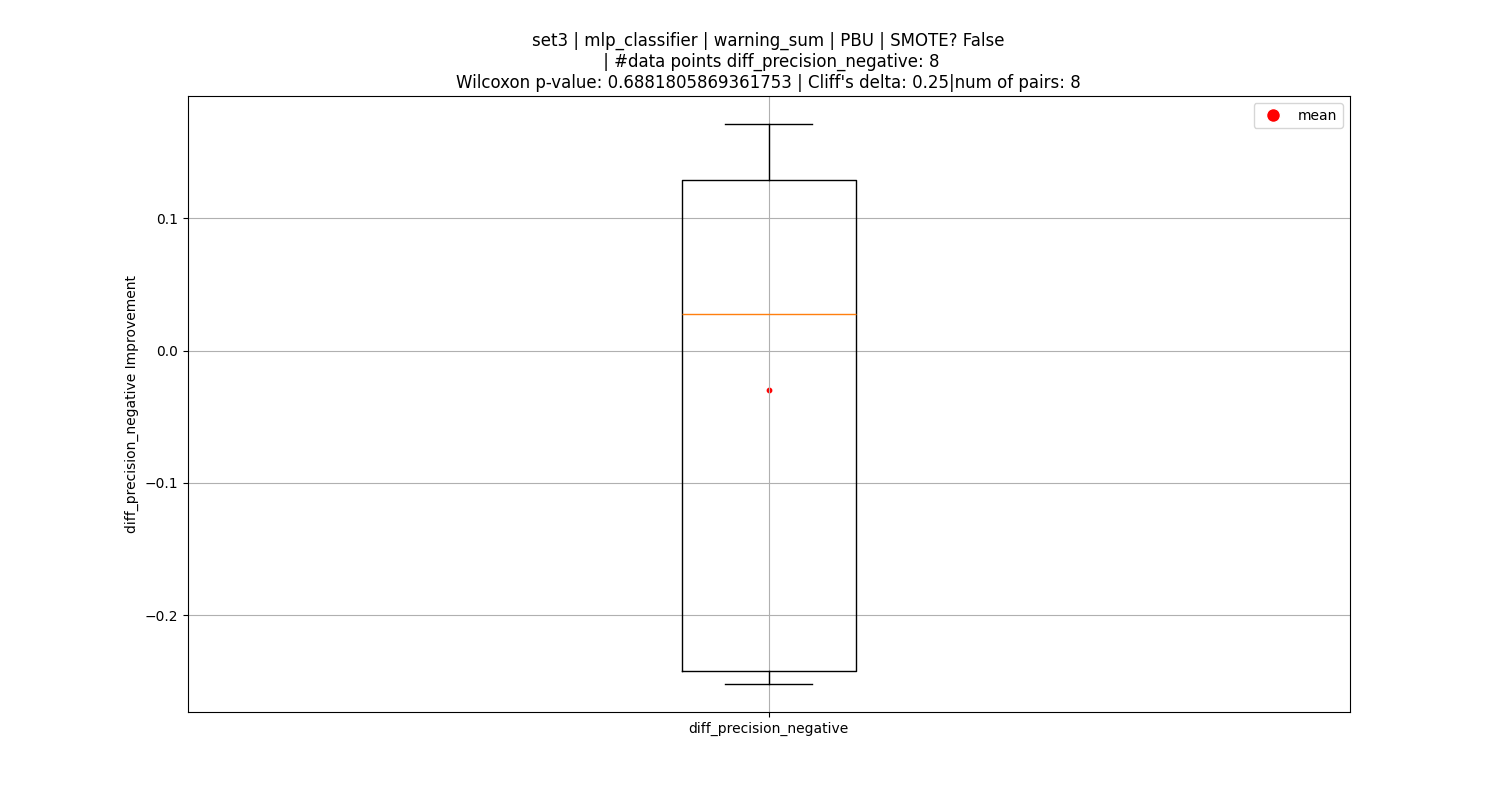 set3 | mlp_classifier | warning_sum | PBU | SMOTE? False
| #data points diff_precision_negative: 8
Wilcoxon p-value: 0.6881805869361753 | Cliff's delta: 0.25|num of pairs: 8
mean
0.1
0.0
−0.1
−0.2
diff_precision_negative Improvement
diff_precision_negative